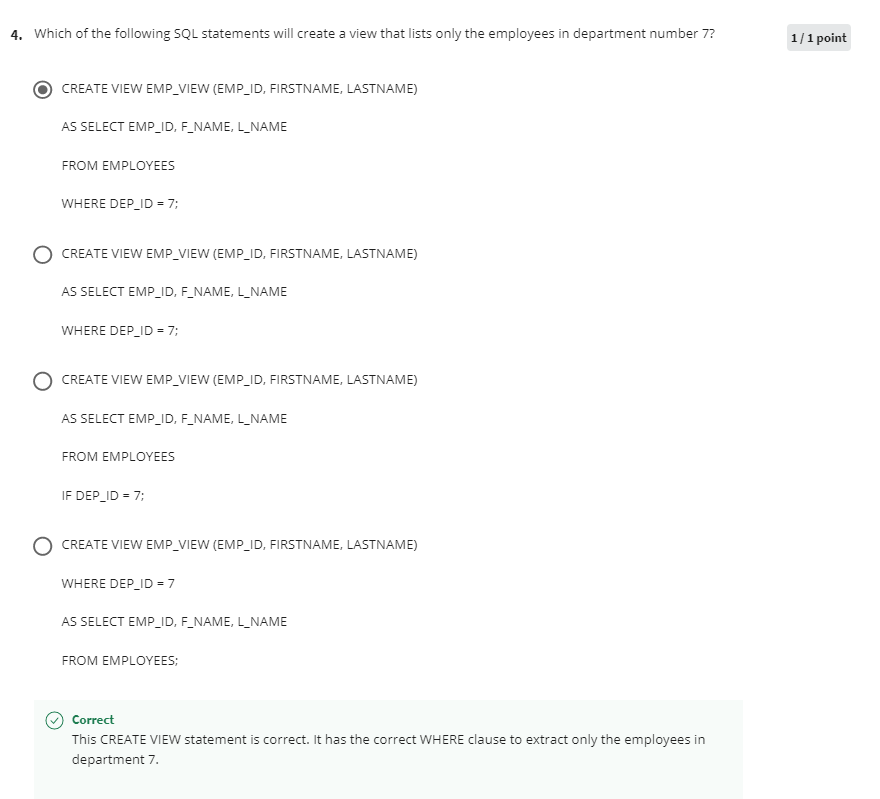 4. Which of the following SQL statements will create a view that lists only the employees in department number 7?
1 / 1 point
CREATE VIEW EMP_VIEW (EMP_ID, FIRSTNAME, LASTNAME)
AS SELECT EMP_ID, F_NAME, L_NAME
FROM EMPLOYEES
WHERE DEP_ID = 7;
CREATE VIEW EMP_VIEW (EMP_ID, FIRSTNAME, LASTNAME)
AS SELECT EMP_ID, F_NAME, L_NAME
WHERE DEP_ID = 7;
CREATE VIEW EMP_VIEW (EMP_ID, FIRSTNAME, LASTNAME)
AS SELECT EMP_ID, F_NAME, L_NAME
FROM EMPLOYEES
IF DEP_ID = 7;
CREATE VIEW EMP_VIEW (EMP_ID, FIRSTNAME, LASTNAME)
WHERE DEP_ID = 7
AS SELECT EMP_ID, F_NAME, L_NAME
FROM EMPLOYEES;
Correct
This CREATE VIEW statement is correct. It has the correct WHERE clause to extract only the employees in
department 7.